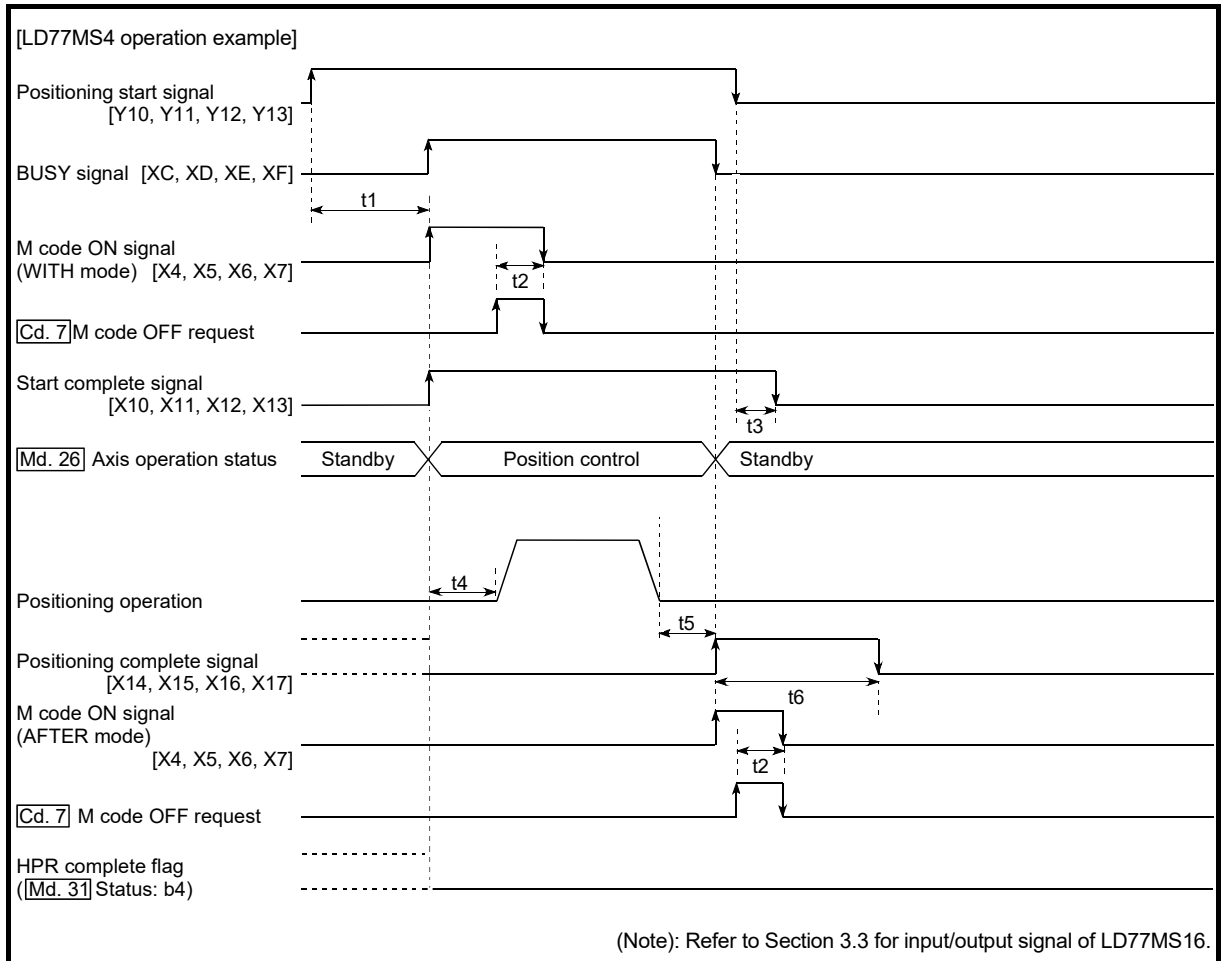 [LD77MS4 operation example]
Positioning start signal
[Y10, Y11, Y12, Y13]
BUSY signal [XC, XD, XE, XF]
t1
M code ON signal
(WITH mode) [X4, X5, X6, X7]
t2
Cd. 7 M code OFF request
Start complete signal
[X10, X11, X12, X13]
t3
Md. 26 Axis operation status
Standby
Position control
Standby
t4
Positioning operation
t5
Positioning complete signal
[X14, X15, X16, X17]
t6
M code ON signal
(AFTER mode)
[X4, X5, X6, X7]
t2
Cd. 7 M code OFF request
HPR complete flag
(Md. 31 Status: b4)
(Note): Refer to Section 3.3 for input/output signal of LD77MS16.